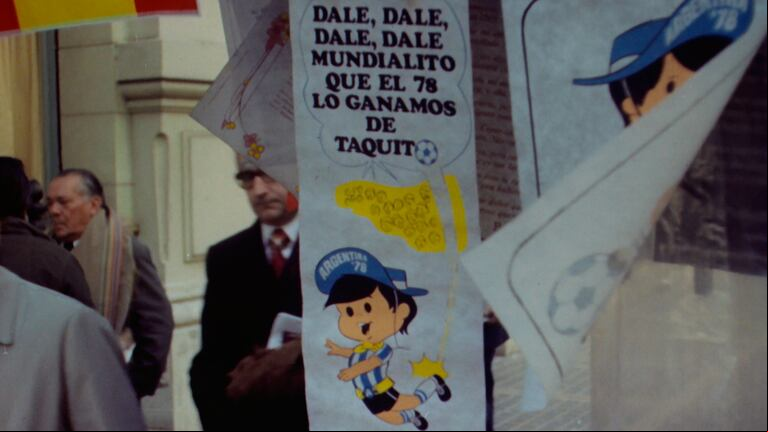 DALE, DALE,
DALE, DALE
MUNDIALITO
QUE EL 78
LO GANAMOS
DE
TAQUITO
ARGENTINA
'78
ARGENTINA '78